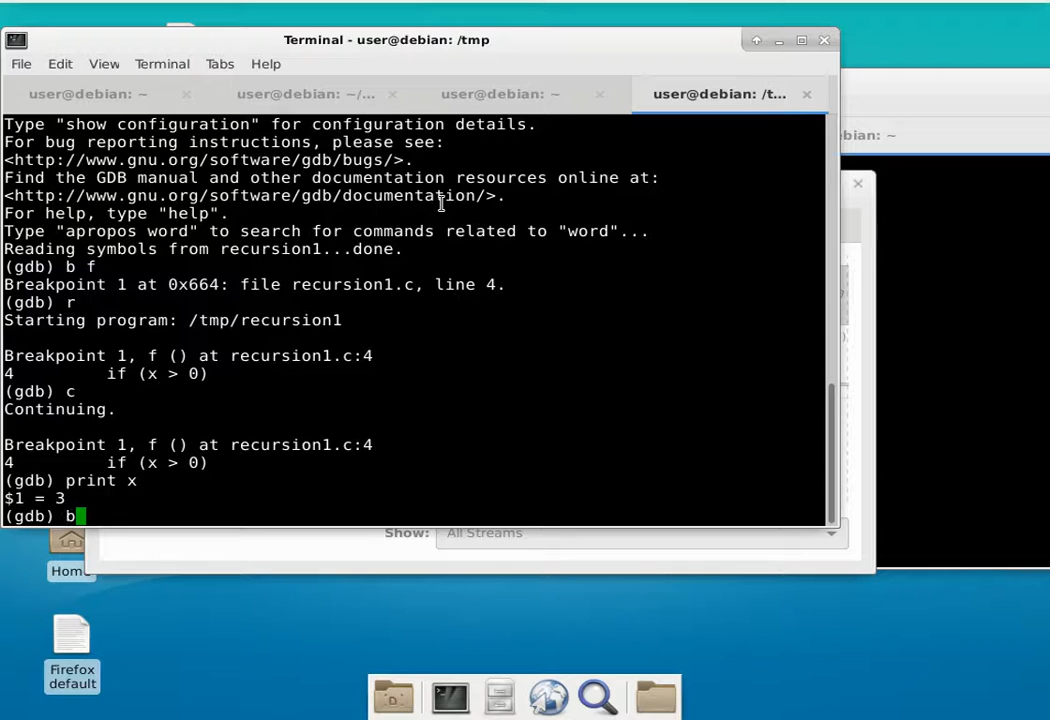 Terminal - user@debian: /tmp
File Edit View Terminal Tabs Help
user@debian: ~ user@debian: ~/... user@debian: ~ user@debian: /t...
ebian: ~
Type "show configuration" for configuration details.
For bug reporting instructions, please see:
<http://www.gnu.org/software/gdb/bugs/>.
Find the GDB manual and other documentation resources online at:
<http://www.gnu.org/software/gdb/documentation/>.
For help, type "help".
Type "apropos word" to search for commands related to "word"...
Reading symbols from recursion1...done.
(gdb) b f
Breakpoint 1 at 0x664: file recursion1.c, line 4.
(gdb) r
Starting program: /tmp/recursion1
Breakpoint 1, f () at recursion1.c:4
4 if (x > 0)
(gdb) c
Continuing.
Breakpoint 1, f () at recursion1.c:4
4 if (x > 0)
(gdb) print x
$1 = 3
(gdb) b
Show: All Streams
Home
Firefox
default